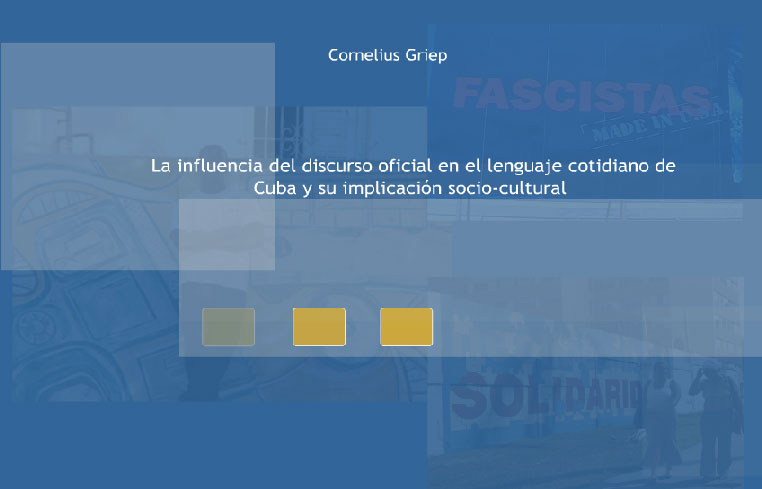 Cornelius Griep
FASCISTAS
MADE IN USA
La influencia del discurso oficial en el lenguaje cotidiano de
Cuba y su implicación socio-cultural
SOLIDARIO